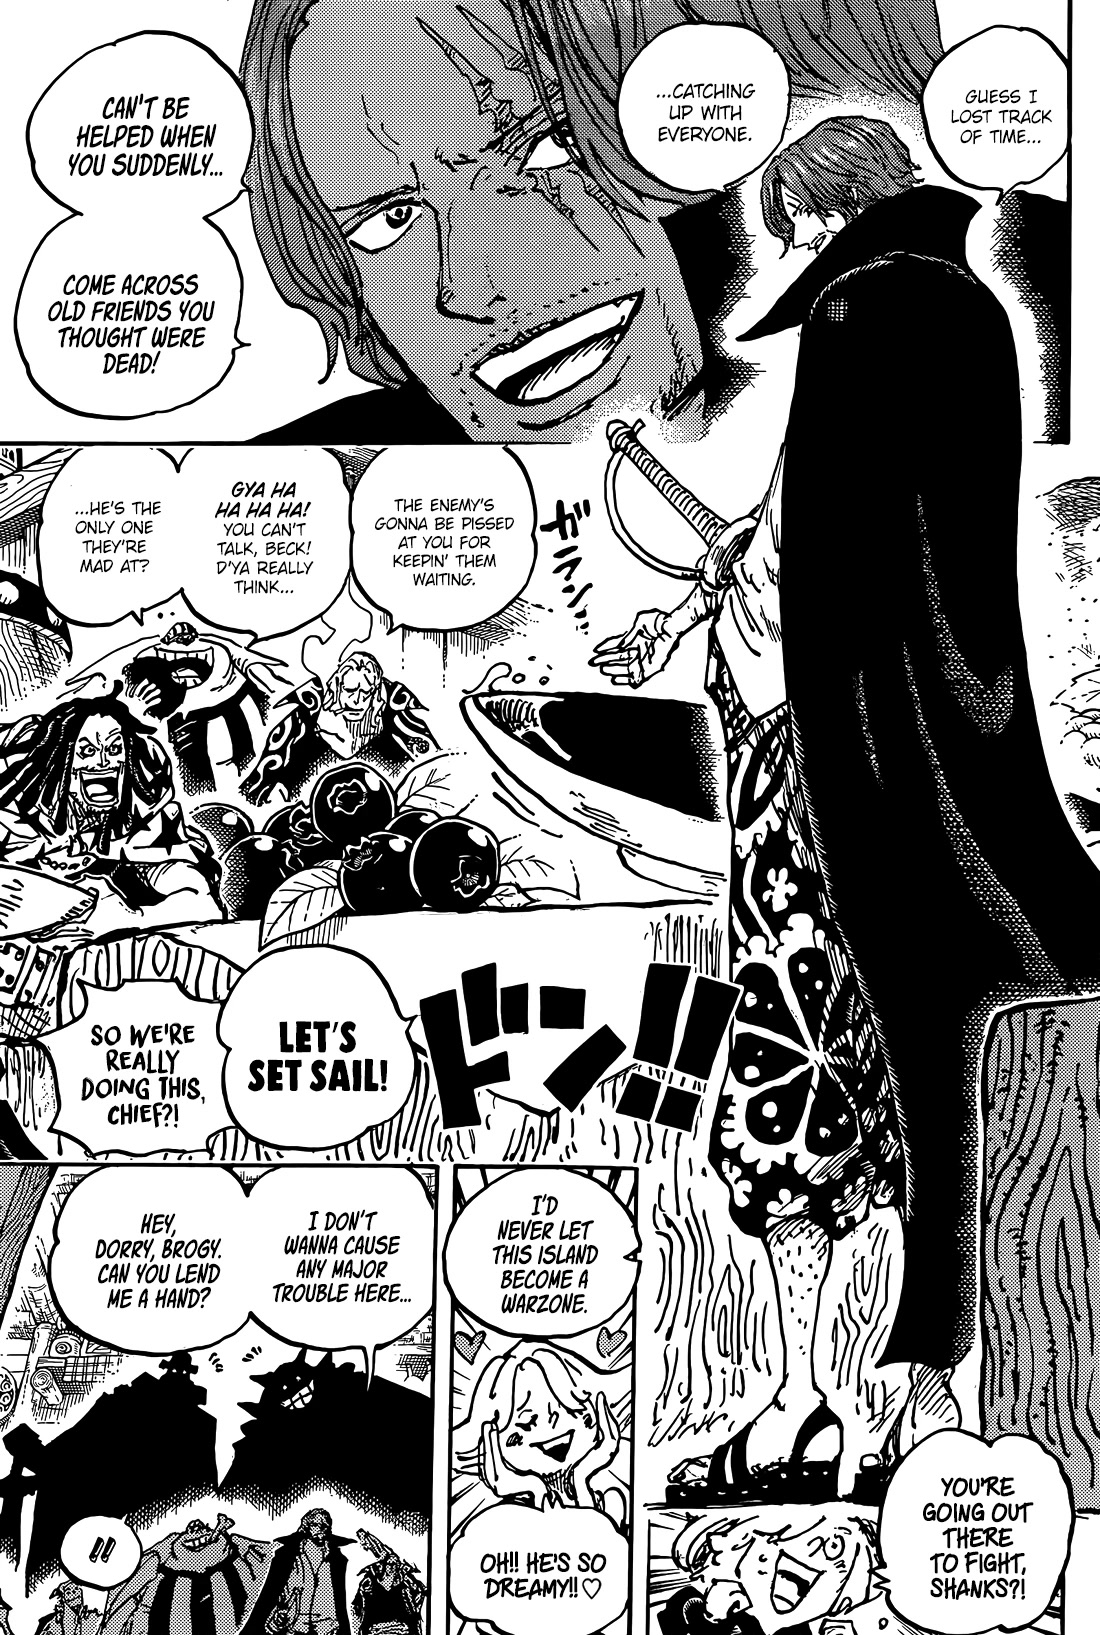 GUESS I
LOST TRACK
OF TIME...
...CATCHING
UP WITH
EVERYONE.
CAN'T BE
HELPED WHEN
YOU SUDDENLY...
COME ACROSS
OLD FRIENDS YOU
THOUGHT WERE
DEAD!
ガラン...
THE ENEMY'S
GONNA BE PISSED
AT YOU FOR
KEEPIN' THEM
WAITING.
GYA HA
HA HA HA!
YOU CAN'T
TALK, BECK!
D'YA REALLY
THINK...
...HE'S THE
ONLY ONE
THEY'RE
MAD AT?
ドン!!
LET'S
SET SAIL!
SO WE'RE
REALLY
DOING THIS,
CHIEF?!
I DON'T
WANNA CAUSE
ANY MAJOR
TROUBLE HERE...
HEY,
DORRY, BROGY.
CAN YOU LEND
ME A HAND?
!!
I'D
NEVER LET
THIS ISLAND
BECOME A
WARZONE.
OH!! HE'S SO
DREAMY!!♡
YOU'RE
GOING OUT
THERE
TO FIGHT,
SHANKS?!